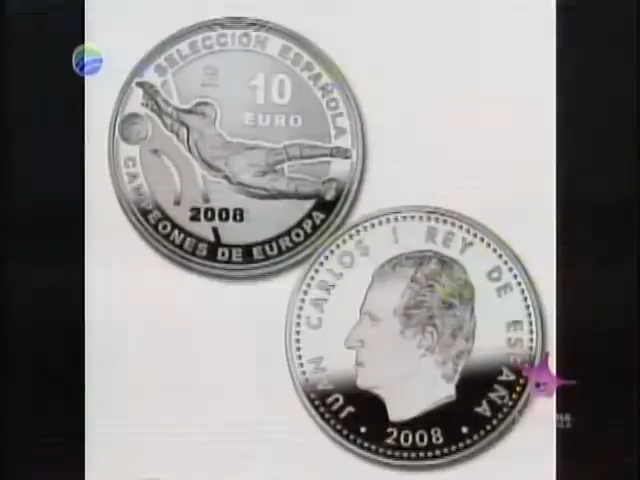 SELECCIÓN ESPAÑOLA
10
EURO
2008
CAMPEONES DE EUROPA
JUAN CARLOS I REY DE ESPAÑA
2008